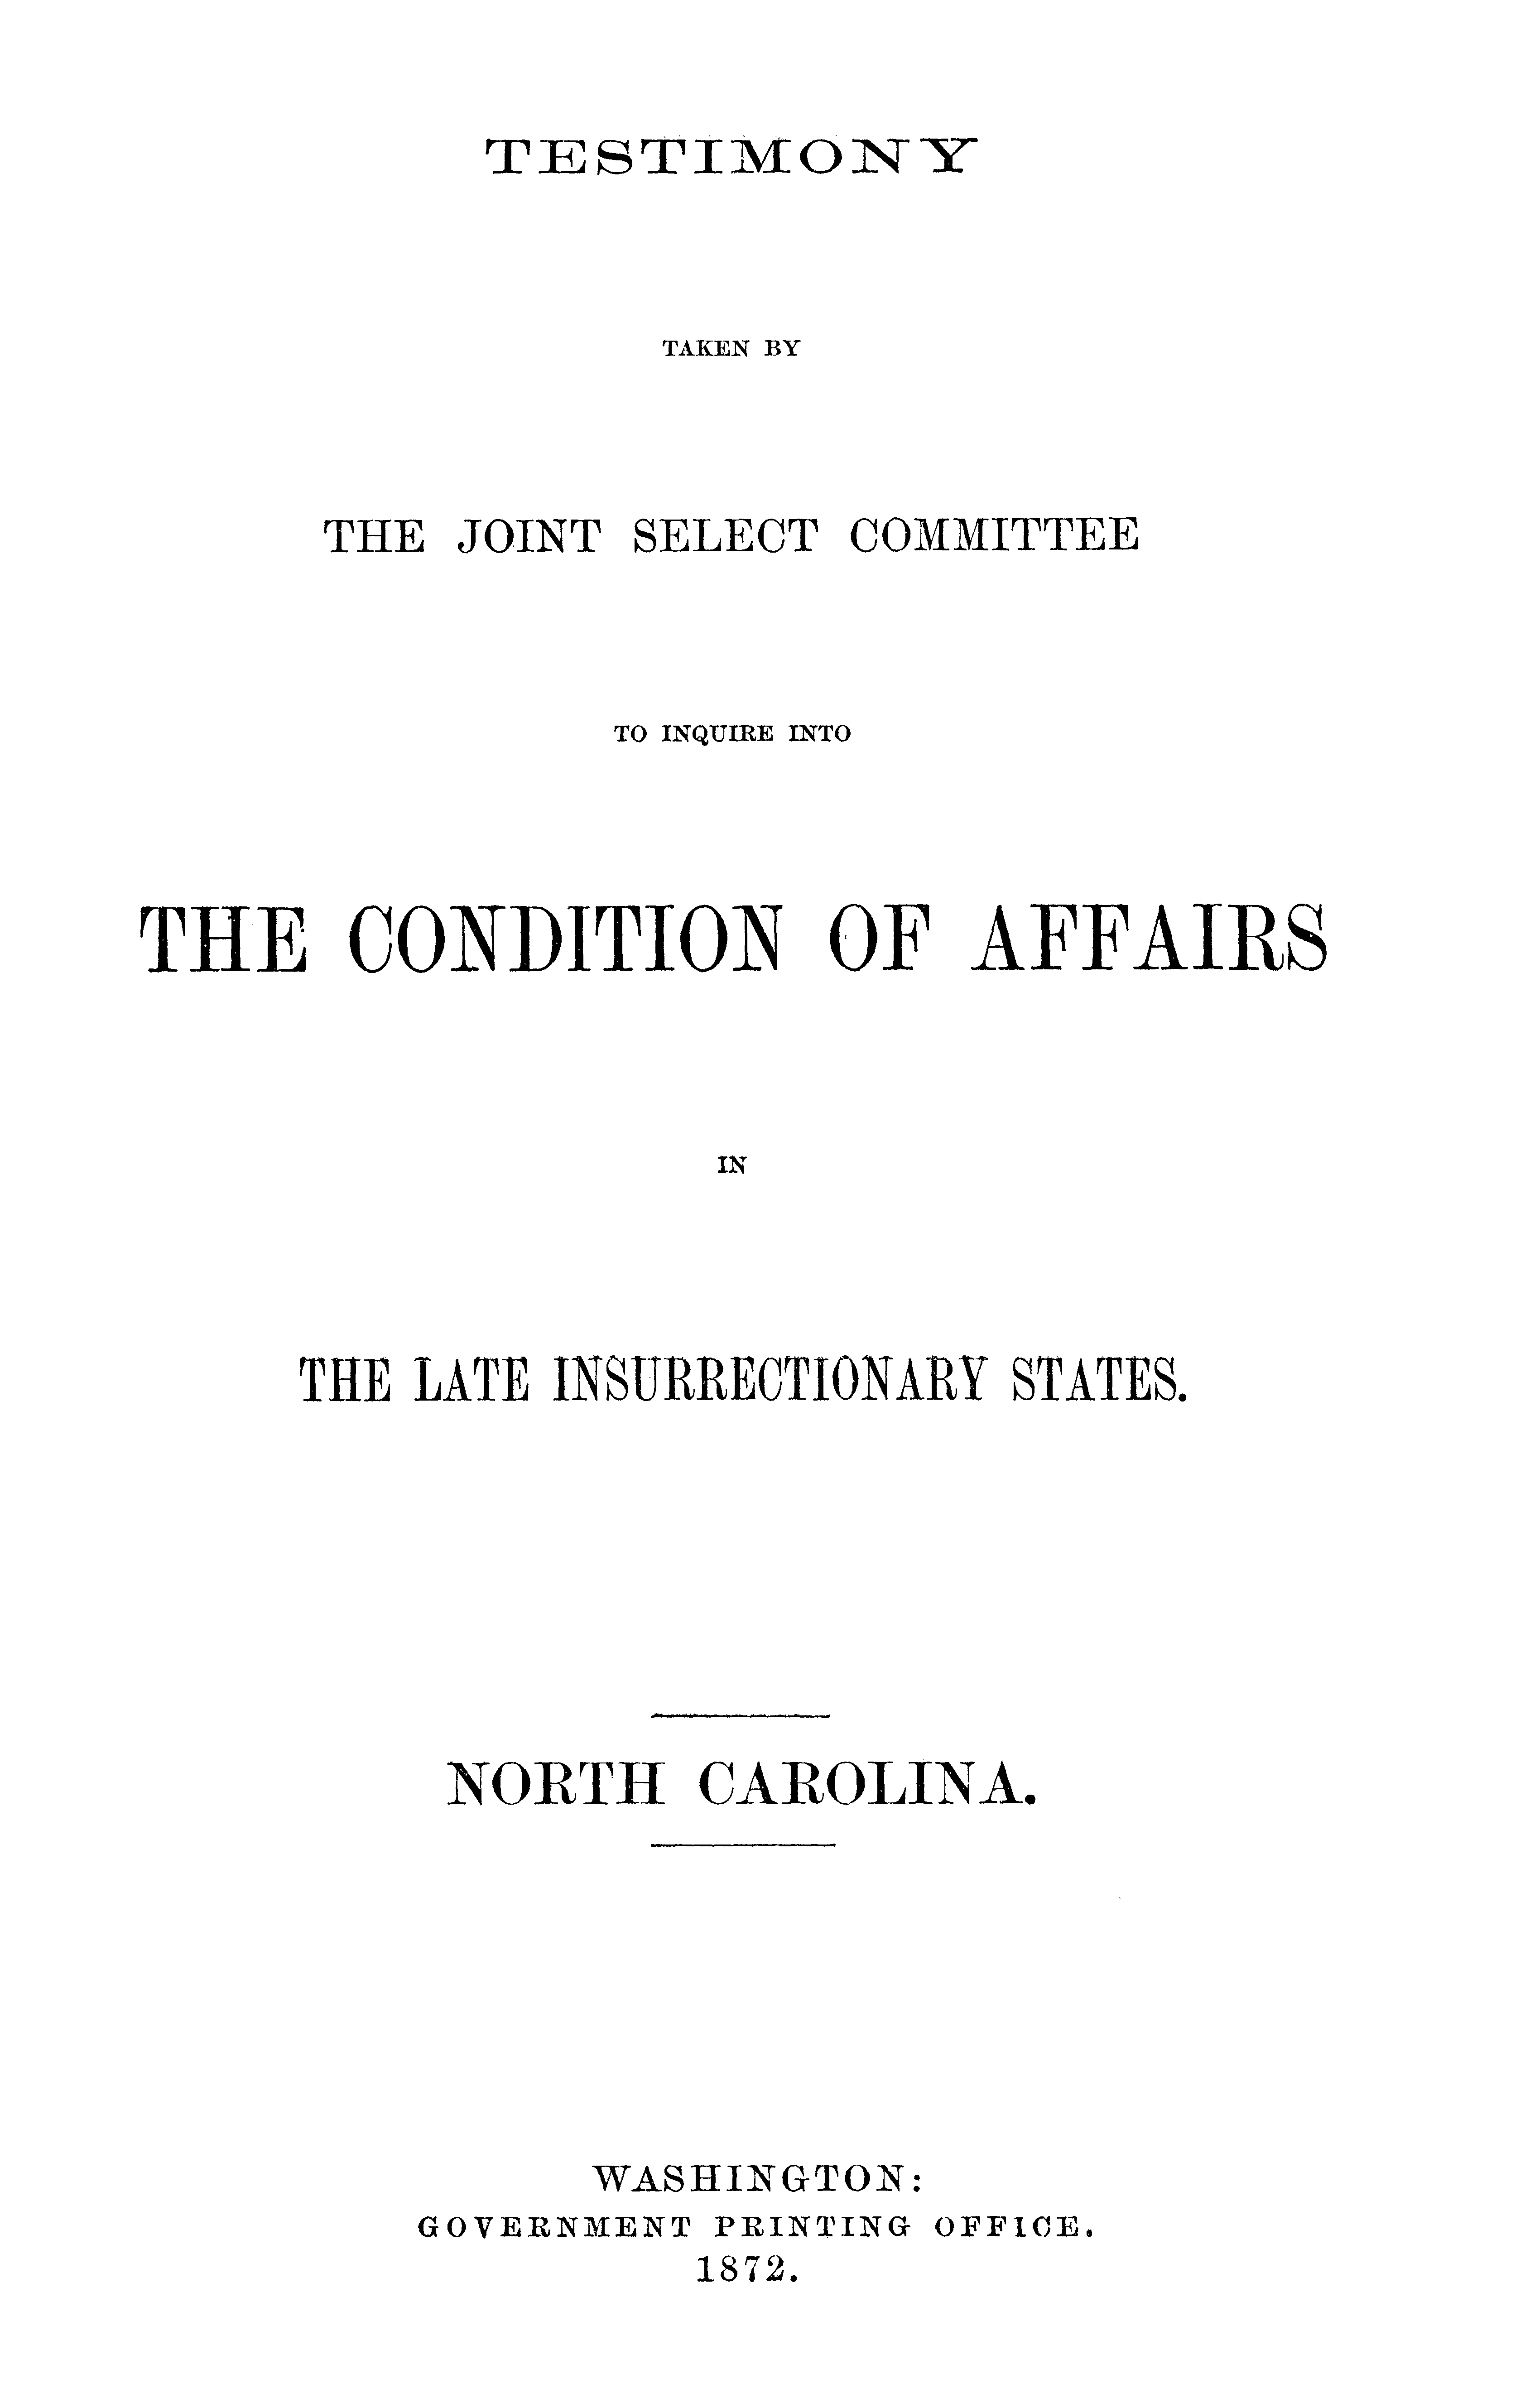 TESTIMONY
TAKEN BY
THE JOINT SELECT COMMITTEE
TO INQUIRE INTO
THE CONDITION OF AFFAIRS
IN
THE LATE INSURRECTIONARY STATES.
NORTH CAROLINA.
WASHINGTON:
GOVERNMENT PRINTING OFFICE.
1872.